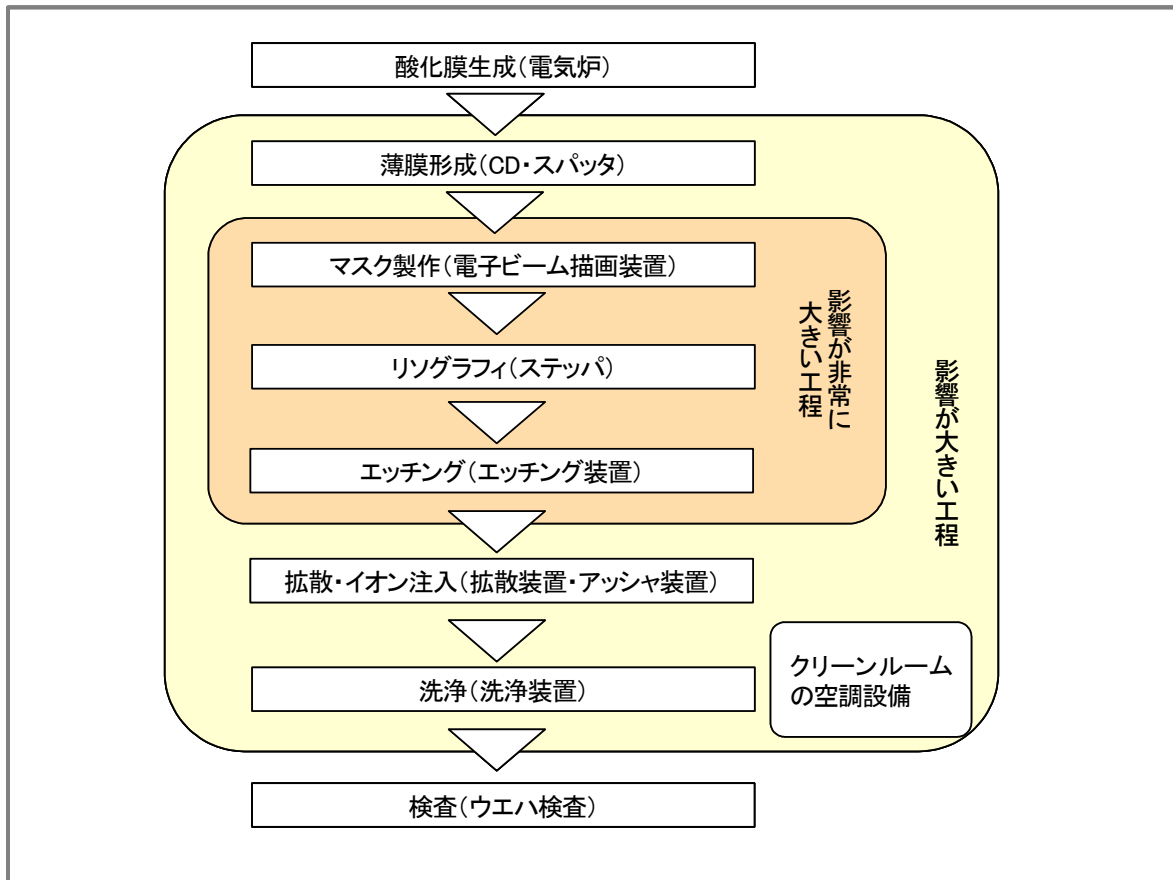 酸化膜生成（電気炉）
薄膜形成（CD・スパッタ）
マスク製作（電子ビーム描画装置）
リソグラフィ（ステッパ）
エッチング（エッチング装置）
影響が非常に
大きい工程
影響が大きい工程
拡散・イオン注入（拡散装置・アッシャ装置）
洗浄（洗浄装置）
クリーンルーム
の空調設備
検査（ウエハ検査）